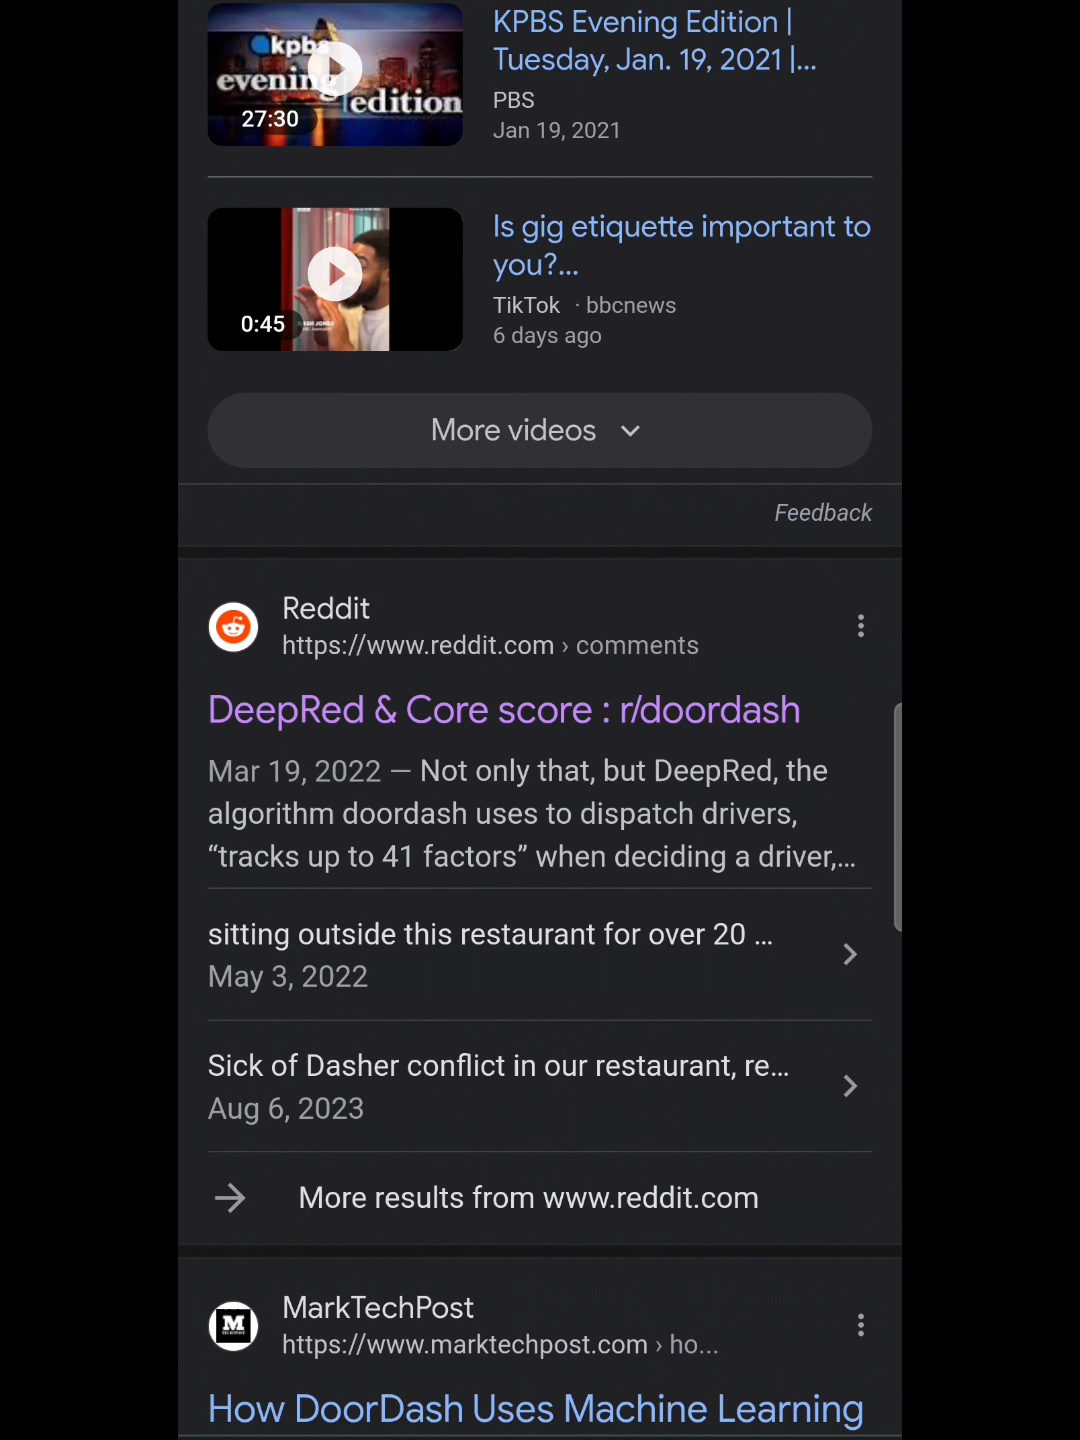 kpbs
evening
edition
27:30
KPBS Evening Edition |
Tuesday, Jan. 19, 2021 |...
PBS
Jan 19, 2021
0:45
Is gig etiquette important to
you?...
TikTok · bbcnews
6 days ago
More videos
Feedback
Reddit
https://www.reddit.com › comments
DeepRed & Core score : r/doordash
Mar 19, 2022 — Not only that, but DeepRed, the
algorithm doordash uses to dispatch drivers,
“tracks up to 41 factors” when deciding a driver,...
sitting outside this restaurant for over 20 ...
May 3, 2022
Sick of Dasher conflict in our restaurant, re...
Aug 6, 2023
More results from www.reddit.com
M
MarkTechPost
https://www.marktechpost.com › ho...
How DoorDash Uses Machine Learning